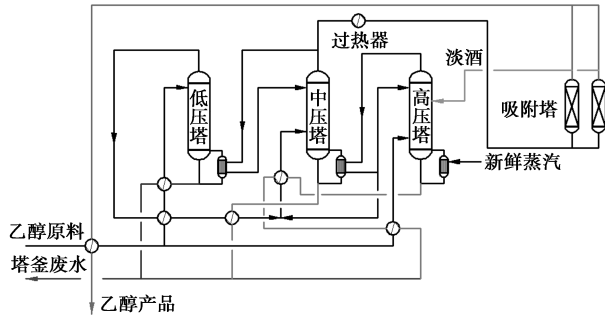 过热器
淡酒
低压塔
中压塔
高压塔
吸附塔
新鲜蒸汽
乙醇原料
塔釜废水
乙醇产品